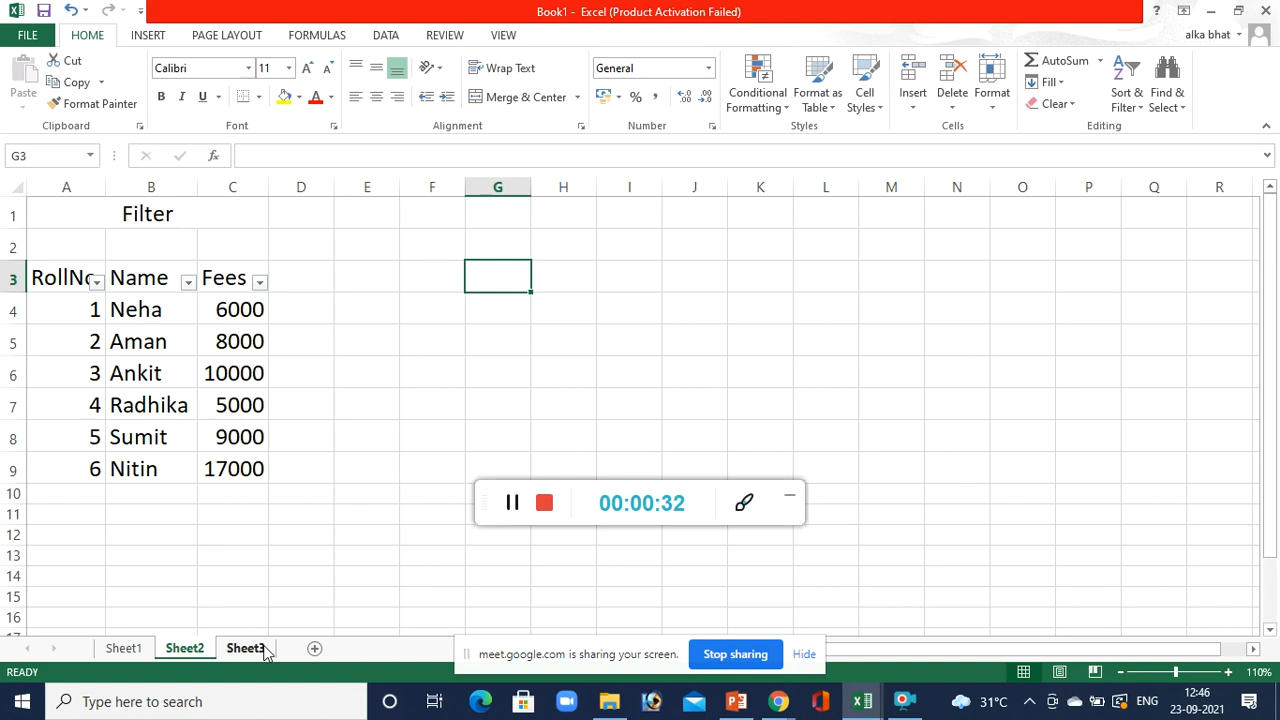 Book1 - Excel (Product Activation Failed)
?
FILE HOME INSERT PAGE LAYOUT FORMULAS DATA REVIEW VIEW
alka bhat
Paste
Cut
Copy
Format Painter
Clipboard
Calibri 11
B I U
A
Font
Wrap Text
Merge & Center
Alignment
General
% ,
Number
Conditional Formatting
Format as Table
Cell Styles
Styles
Insert
Delete
Format
Cells
AutoSum
Fill
Clear
Sort & Filter
Find & Select
Editing
G3
fx
A B C D E F G H I J K L M N O P Q R
1 Filter
2
3 RollNo Name Fees
4 1 Neha 6000
5 2 Aman 8000
6 3 Ankit 10000
7 4 Radhika 5000
8 5 Sumit 9000
9 6 Nitin 17000
10
11
12
13
14
15
16
17
00:00:32
Sheet1 Sheet2 Sheet3
meet.google.com is sharing your screen. Stop sharing Hide
READY
110%
Type here to search
31°C
ENG
12:46
23-09-2021